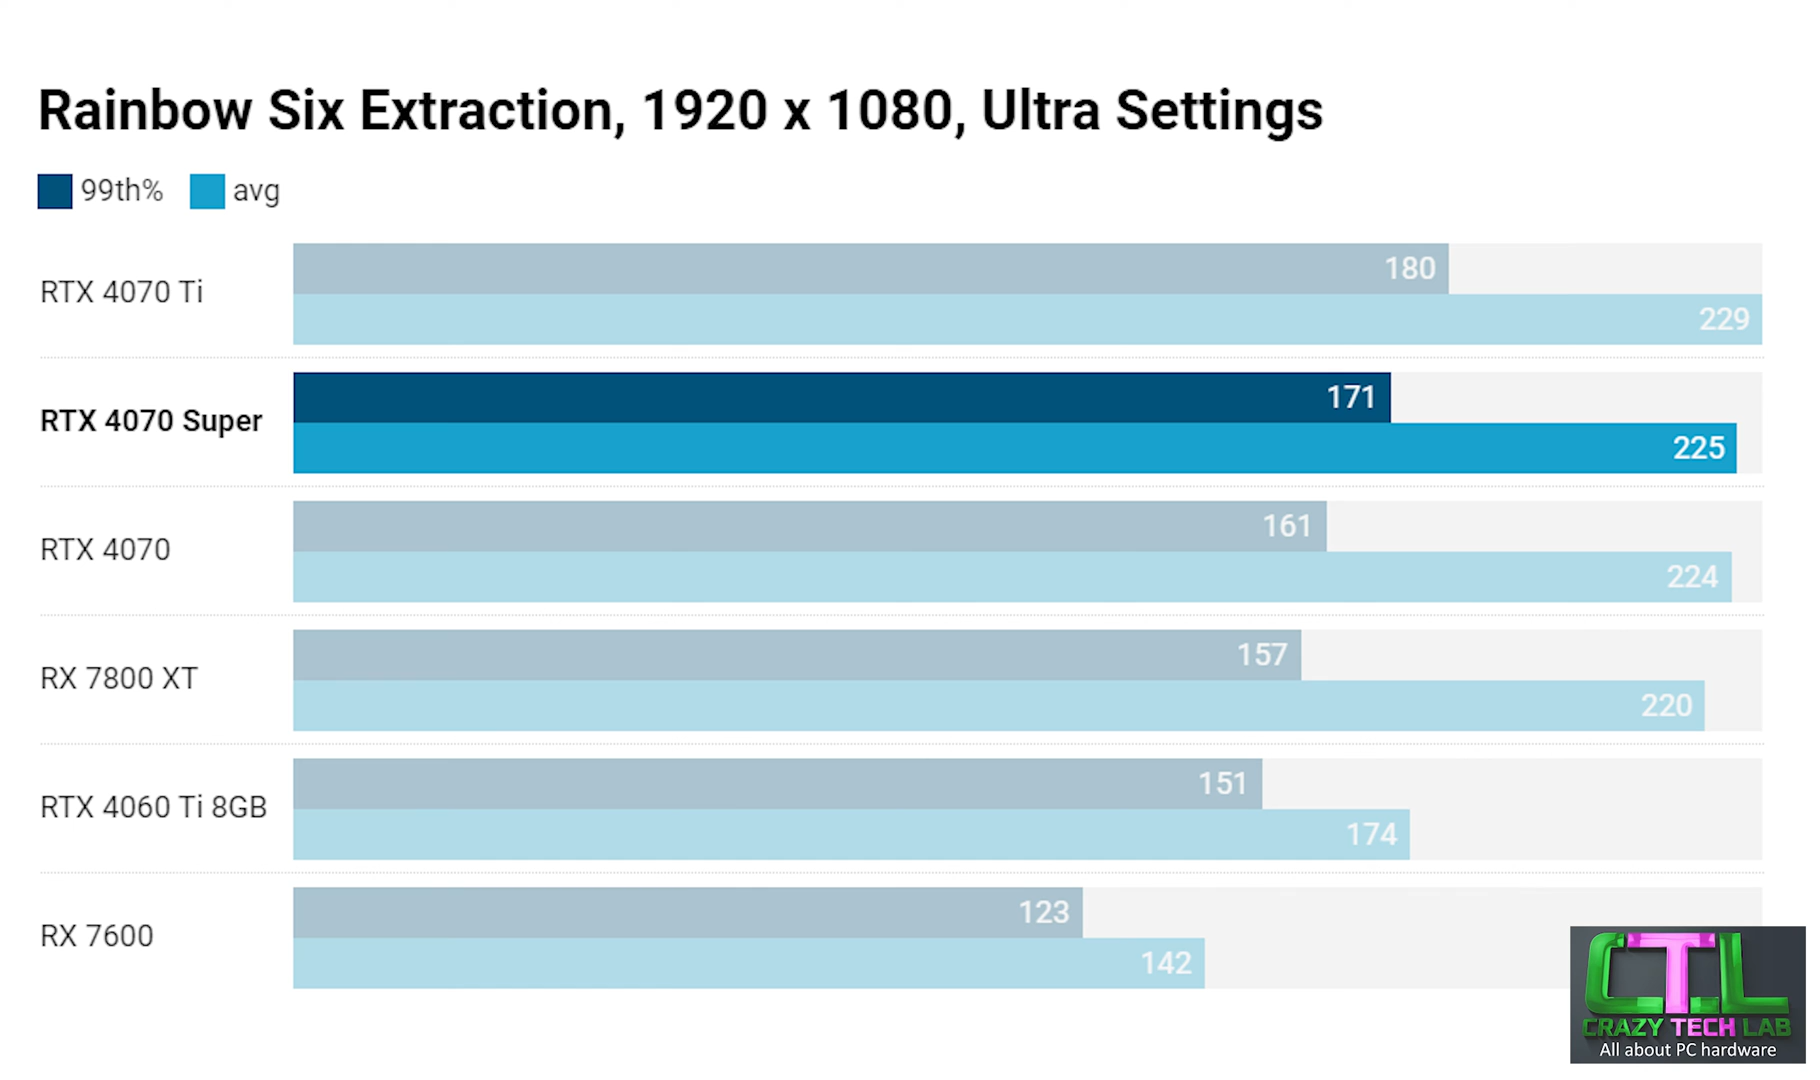 Rainbow Six Extraction, 1920 x 1080, Ultra Settings
99th% avg
RTX 4070 Ti
180
229
RTX 4070 Super
171
225
RTX 4070
161
224
RX 7800 XT
157
220
RTX 4060 Ti 8GB
151
174
RX 7600
123
142
CTL
CRAZY TECH LAB
All about PC hardware